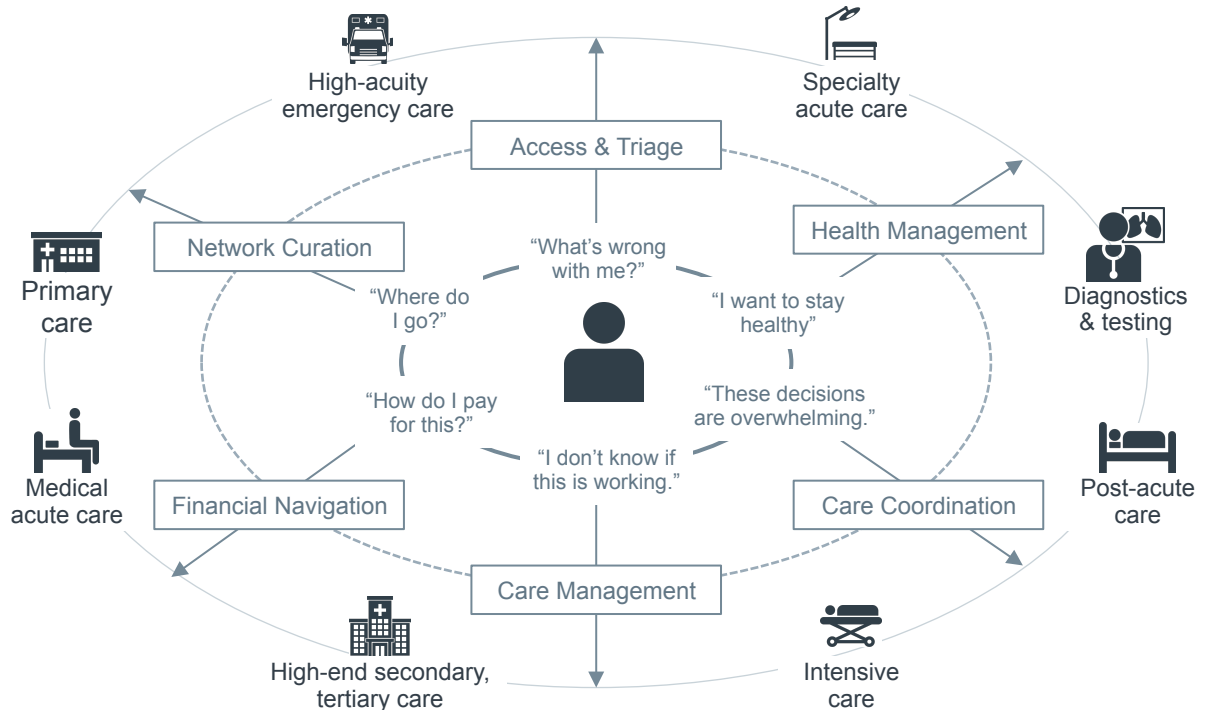 High-acuity
emergency care
Specialty
acute care
Access & Triage
Network Curation
Health Management
“What’s wrong
with me?”
Primary
care
“Where do
I go?”
“I want to stay
healthy”
Diagnostics
& testing
“How do I pay
for this?”
“These decisions
are overwhelming.”
“I don’t know if
this is working.”
Medical
acute care
Financial Navigation
Care Coordination
Post-acute
care
Care Management
High-end secondary,
tertiary care
Intensive
care